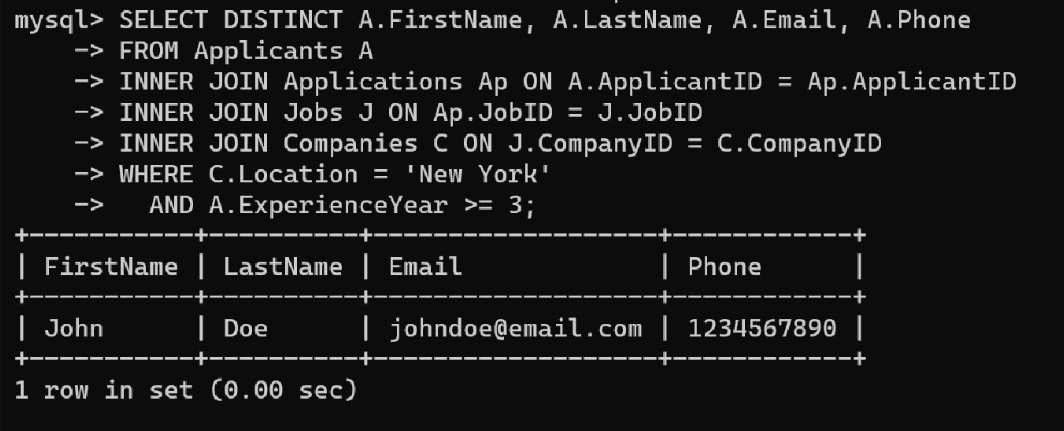 mysql> SELECT DISTINCT A.FirstName, A.LastName, A.Email, A.Phone
    -> FROM Applicants A
    -> INNER JOIN Applications Ap ON A.ApplicantID = Ap.ApplicantID
    -> INNER JOIN Jobs J ON Ap.JobID = J.JobID
    -> INNER JOIN Companies C ON J.CompanyID = C.CompanyID
    -> WHERE C.Location = 'New York'
    ->   AND A.ExperienceYear >= 3;
+-----------+----------+-------------------+------------+
| FirstName | LastName | Email             | Phone      |
+-----------+----------+-------------------+------------+
| John      | Doe      | johndoe@email.com | 1234567890 |
+-----------+----------+-------------------+------------+
1 row in set (0.00 sec)